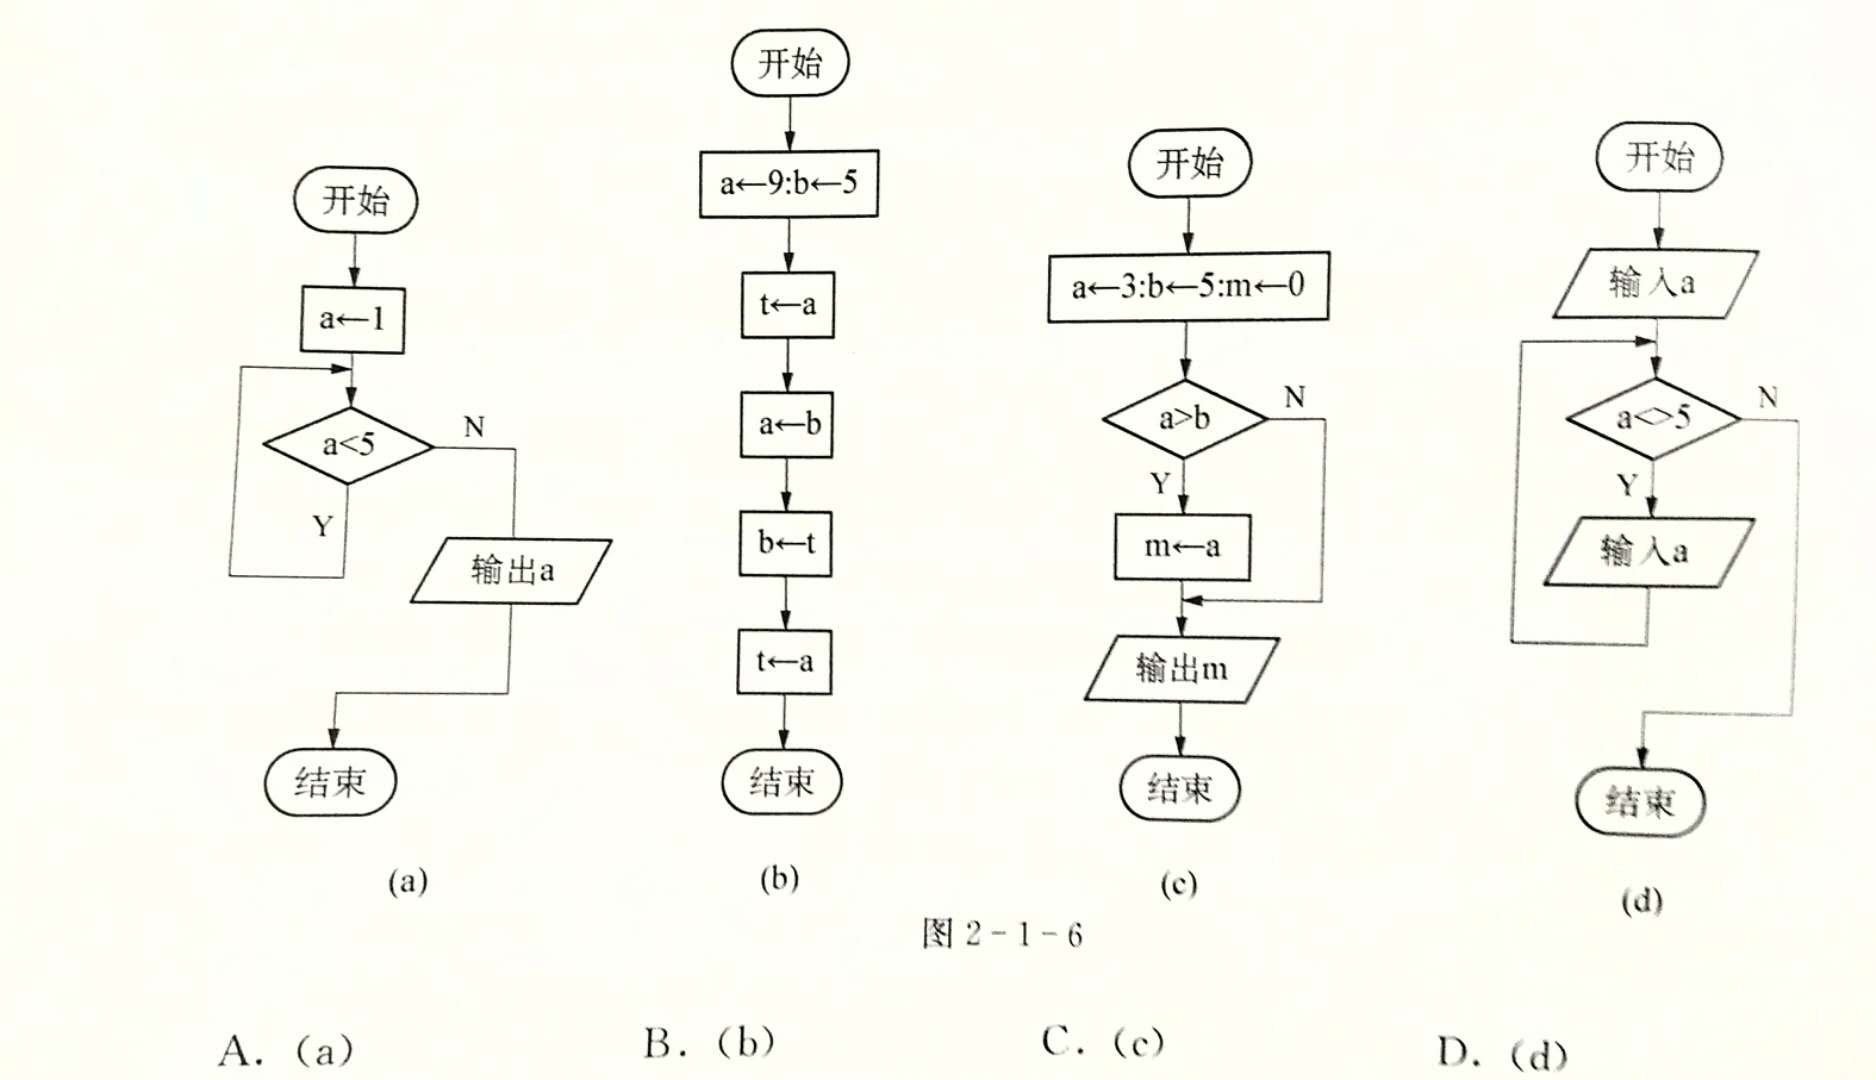 开始
a←1
a<5
N
Y
输出a
结束
(a)
开始
a←9:b←5
t←a
a←b
b←t
t←a
结束
(b)
开始
a←3:b←5:m←0
a>b
N
Y
m←a
输出m
结束
(c)
开始
输入a
a<>5
N
Y
输入a
结束
(d)
图 2-1-6
A. (a)
B. (b)
C. (c)
D. (d)